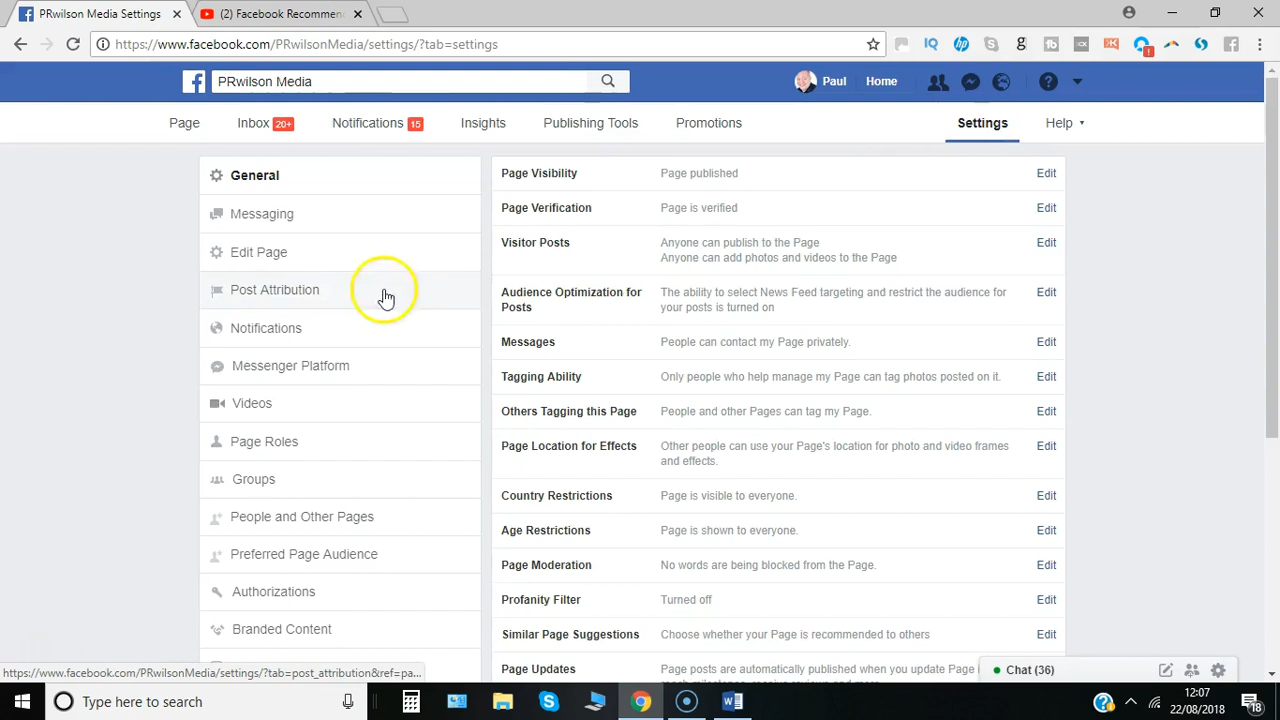 PRwilson Media Settings
(2) Facebook Recommen
https://www.facebook.com/PRwilsonMedia/settings/?tab=settings
PRwilson Media
Paul
Home
Page
Inbox 20+
Notifications 15
Insights
Publishing Tools
Promotions
Settings
Help
General
Messaging
Edit Page
Post Attribution
Notifications
Messenger Platform
Videos
Page Roles
Groups
People and Other Pages
Preferred Page Audience
Authorizations
Branded Content
Page Visibility Page published Edit
Page Verification Page is verified Edit
Visitor Posts Anyone can publish to the Page Edit
Anyone can add photos and videos to the Page
Audience Optimization for The ability to select News Feed targeting and restrict the audience for Edit
Posts your posts is turned on
Messages People can contact my Page privately. Edit
Tagging Ability Only people who help manage my Page can tag photos posted on it. Edit
Others Tagging this Page People and other Pages can tag my Page. Edit
Page Location for Effects Other people can use your Page's location for photo and video frames Edit
and effects.
Country Restrictions Page is visible to everyone. Edit
Age Restrictions Page is shown to everyone. Edit
Page Moderation No words are being blocked from the Page. Edit
Profanity Filter Turned off Edit
Similar Page Suggestions Choose whether your Page is recommended to others Edit
Page Updates Page posts are automatically published when you update Page
Chat (36)
https://www.facebook.com/PRwilsonMedia/settings/?tab=post_attribution&ref=pa...
Type here to search
12:07
22/08/2018
18